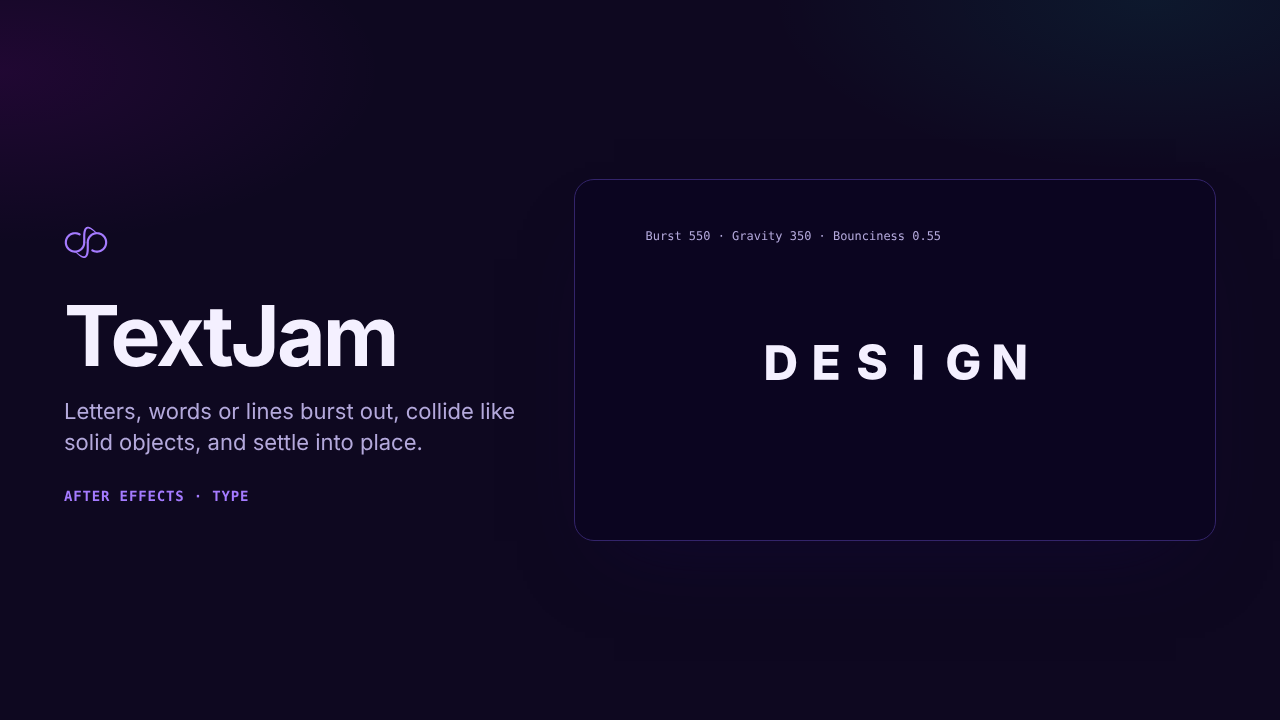 TextJam
Letters, words or lines burst out, collide like
solid objects, and settle into place.
AFTER EFFECTS · TYPE
Burst 550 · Gravity 350 · Bounciness 0.55
DESIGN